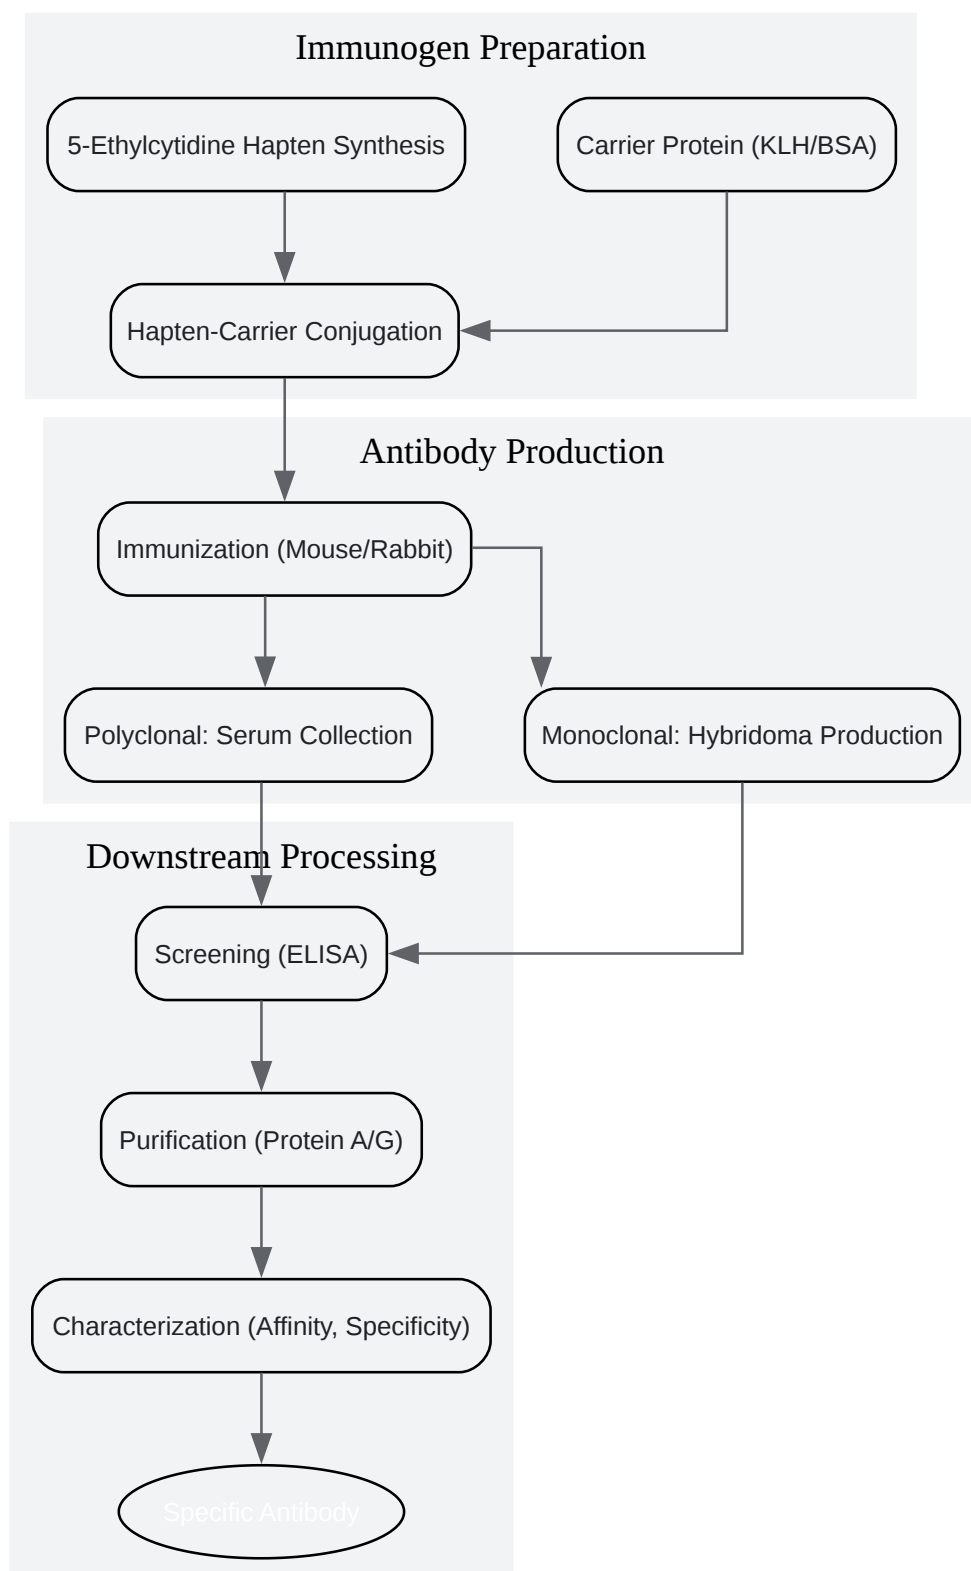 Immunogen Preparation
5-Ethylcytidine Hapten Synthesis
Carrier Protein (KLH/BSA)
Hapten-Carrier Conjugation
Antibody Production
Immunization (Mouse/Rabbit)
Polyclonal: Serum Collection
Monoclonal: Hybridoma Production
Downstream Processing
Screening (ELISA)
Purification (Protein A/G)
Characterization (Affinity, Specificity)
Specific Antibody